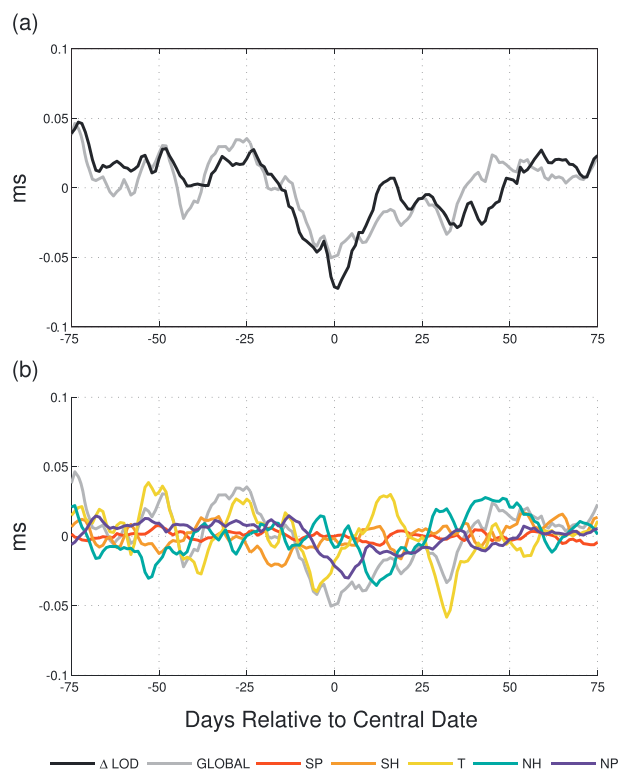 (a)
0.1
0.05
0
-0.05
-0.1
ms
-75 -50 -25 0 25 50 75
(b)
0.1
0.05
0
-0.05
-0.1
ms
-75 -50 -25 0 25 50 75
Days Relative to Central Date
Δ LOD GLOBAL SP SH T NH NP